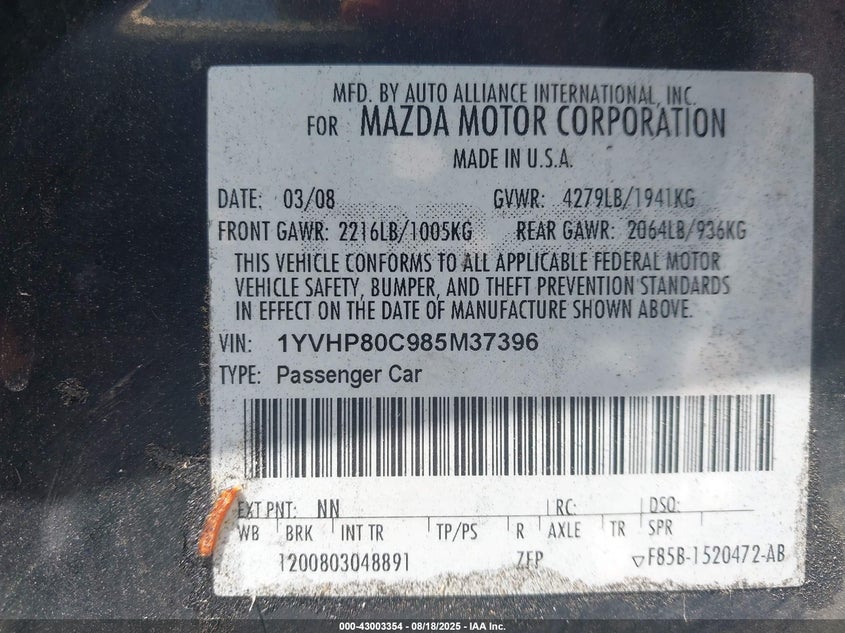 MFD. BY AUTO ALLIANCE INTERNATIONAL, INC.
FOR MAZDA MOTOR CORPORATION
MADE IN U.S.A.
DATE: 03/08 GVWR: 4279LB/1941KG
FRONT GAWR: 2216LB/1005KG REAR GAWR: 2064LB/936KG
THIS VEHICLE CONFORMS TO ALL APPLICABLE FEDERAL MOTOR
VEHICLE SAFETY, BUMPER, AND THEFT PREVENTION STANDARDS
IN EFFECT ON THE DATE OF MANUFACTURE SHOWN ABOVE.
VIN: 1YVHP80C985M37396
TYPE: Passenger Car
EXT PNT: NN RC: DSO:
WB BRK INT TR TP/PS R AXLE TR SPR
1200803048891 ZFP ▽F85B-1520472-AB
000-43003354 - 08/18/2025 - IAA Inc.